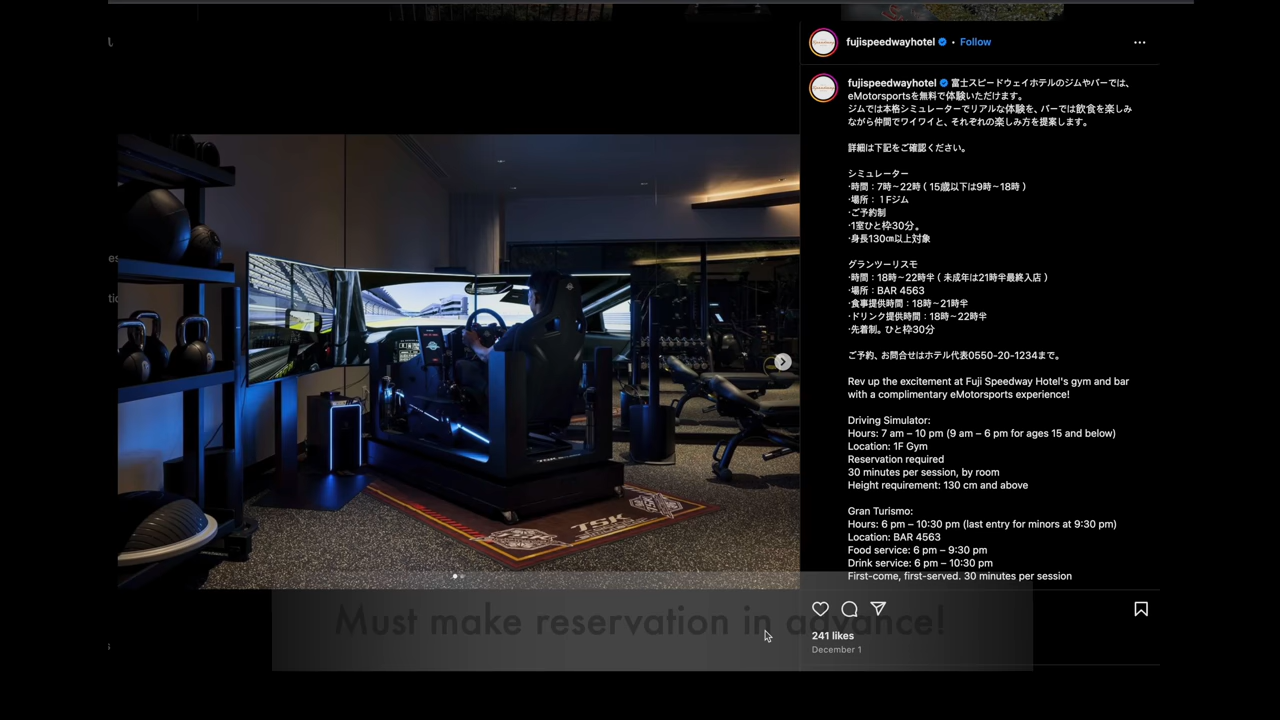 fujispeedwayhotel • Follow
fujispeedwayhotel 富士スピードウェイホテルのジムやバーでは、
eMotorsportsを無料で体験いただけます。
ジムでは本格シミュレーターでリアルな体験を、バーでは飲食を楽しみ
ながら仲間でワイワイと、それぞれの楽しみ方を提案します。
詳細は下記をご確認ください。
シミュレーター
·時間：7時～22時 ( 15歳以下は9時～18時 )
·場所：１Fジム
·ご予約制
·1室ひと枠30分。
·身長130㎝以上対象
グランツーリスモ
·時間：18時～22時半 ( 未成年は21時半最終入店 )
·場所：BAR 4563
·食事提供時間：18時～21時半
·ドリンク提供時間：18時～22時半
·先着制。ひと枠30分
ご予約、お問合せはホテル代表0550-20-1234まで。
Rev up the excitement at Fuji Speedway Hotel's gym and bar
with a complimentary eMotorsports experience!
Driving Simulator:
Hours: 7 am – 10 pm (9 am – 6 pm for ages 15 and below)
Location: 1F Gym
Reservation required
30 minutes per session, by room
Height requirement: 130 cm and above
Gran Turismo:
Hours: 6 pm – 10:30 pm (last entry for minors at 9:30 pm)
Location: BAR 4563
Food service: 6 pm – 9:30 pm
Drink service: 6 pm – 10:30 pm
First-come, first-served. 30 minutes per session
TSK
Must make reservation in advance!
241 likes
December 1